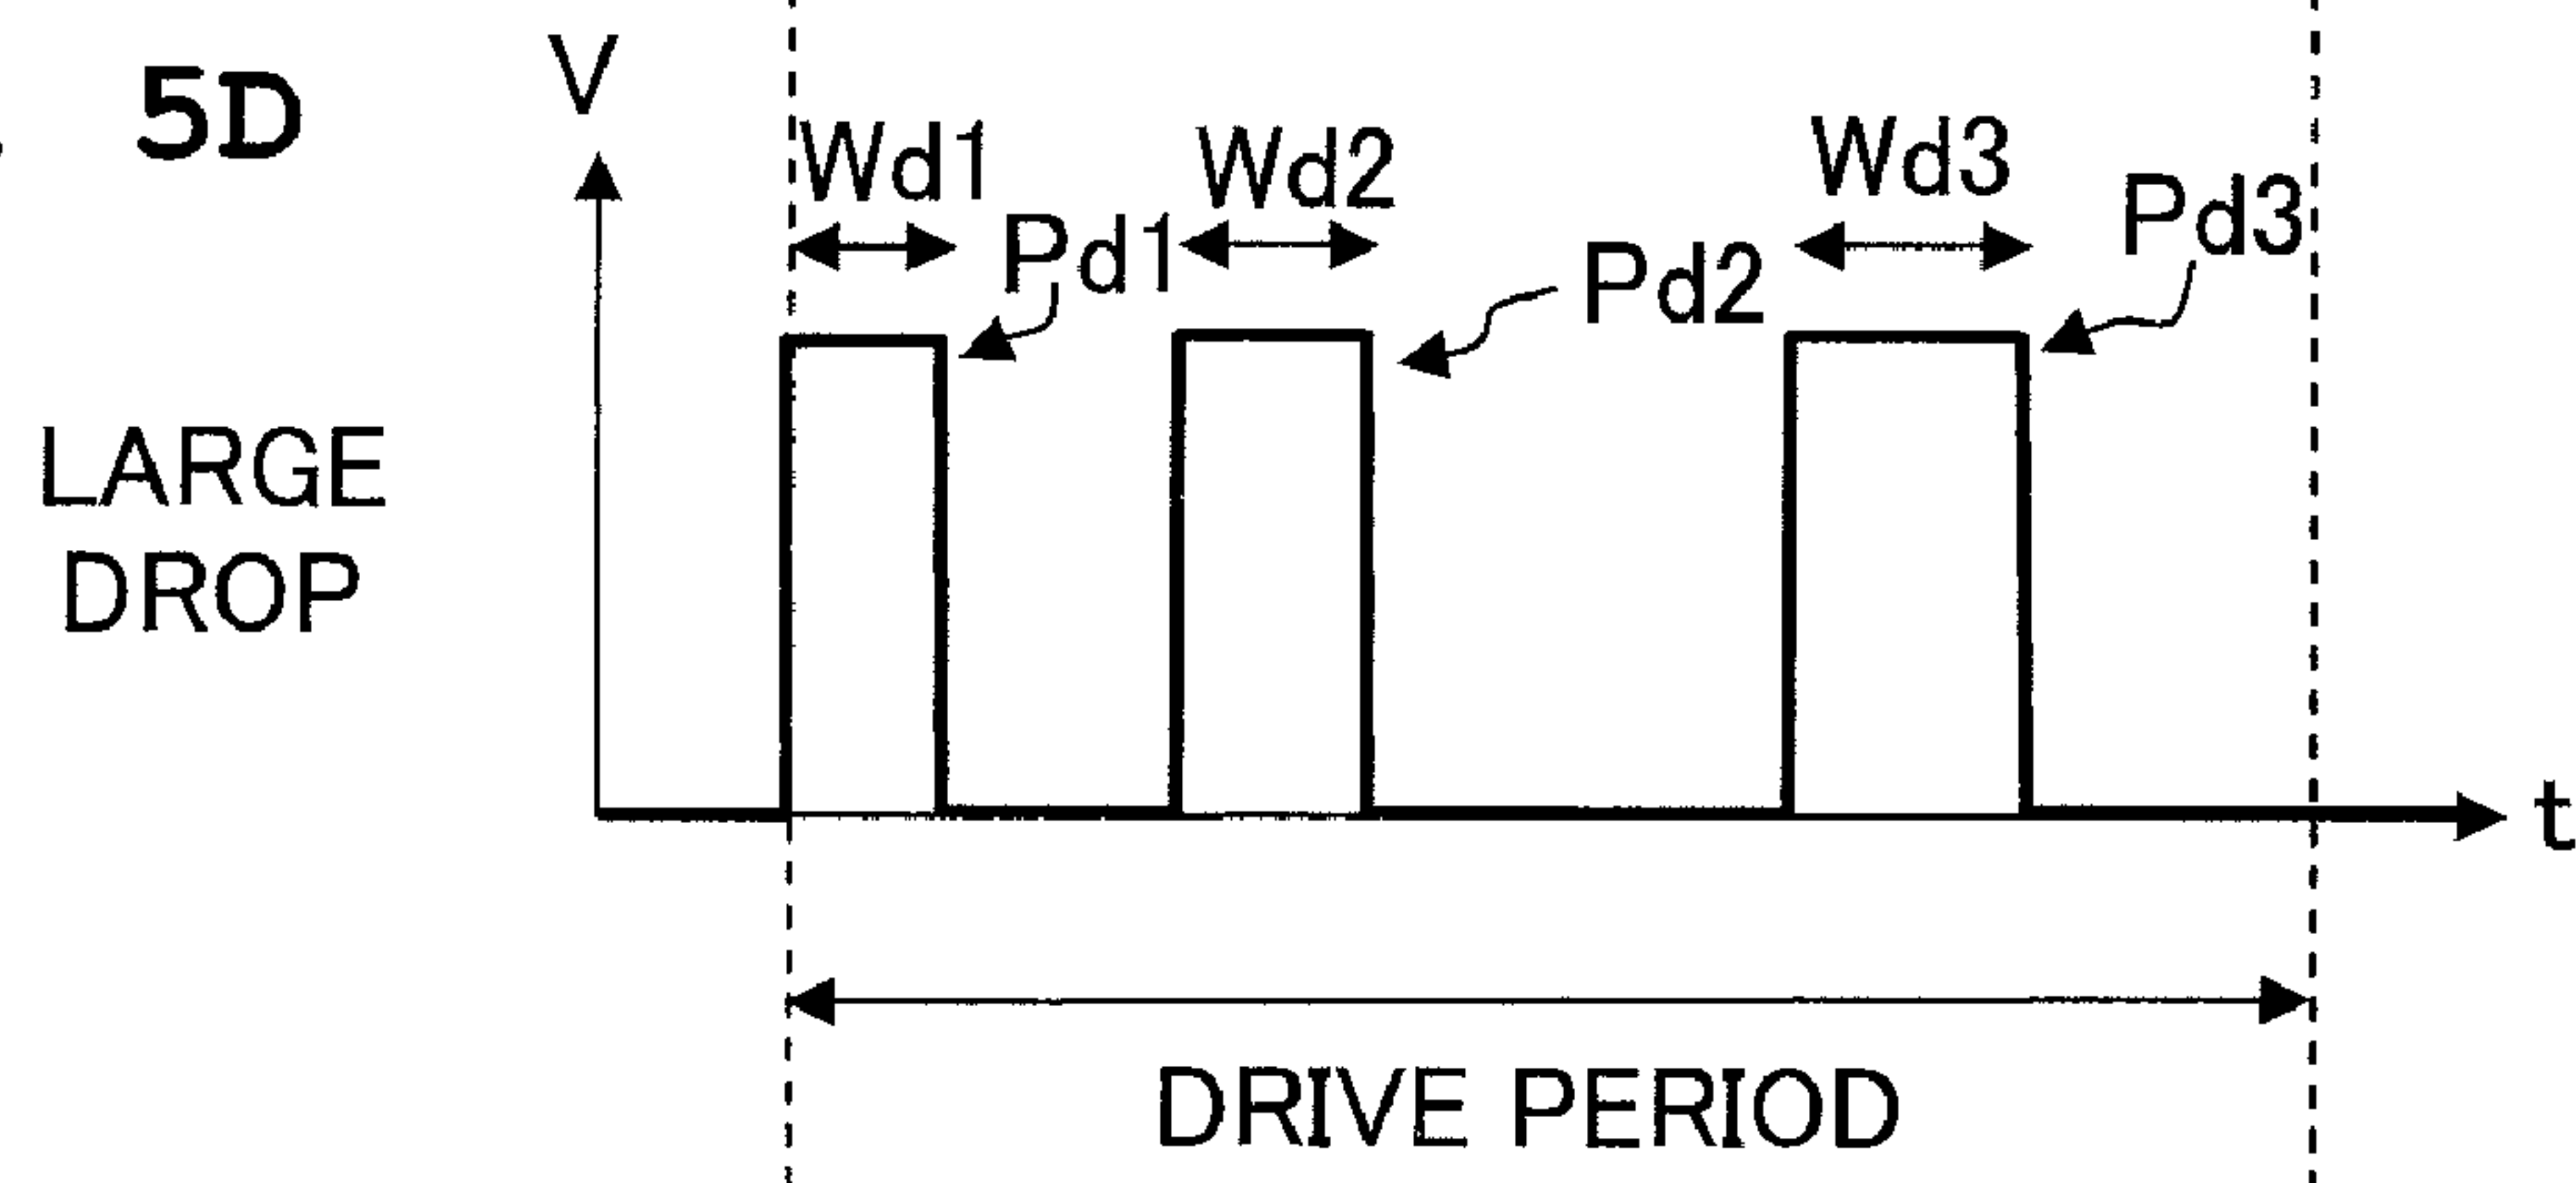 5D
V
Wd1
Wd2
Wd3
Pd1
Pd2
Pd3
LARGE
DROP
t
DRIVE PERIOD